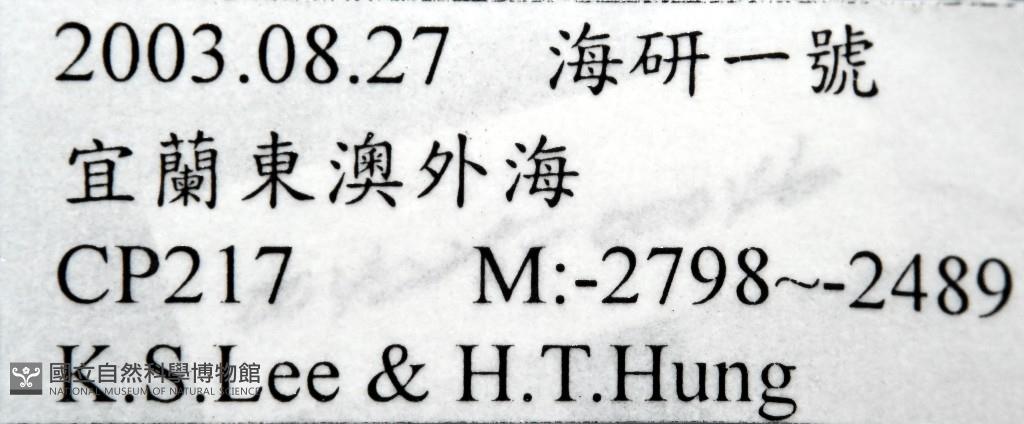 2003.08.27 海研一號
宜蘭東澳外海
CP217 M:-2798~-2489
K.S.Lee & H.T.Hung
國立自然科學博物館
NATIONAL MUSEUM OF NATURAL SCIENCE